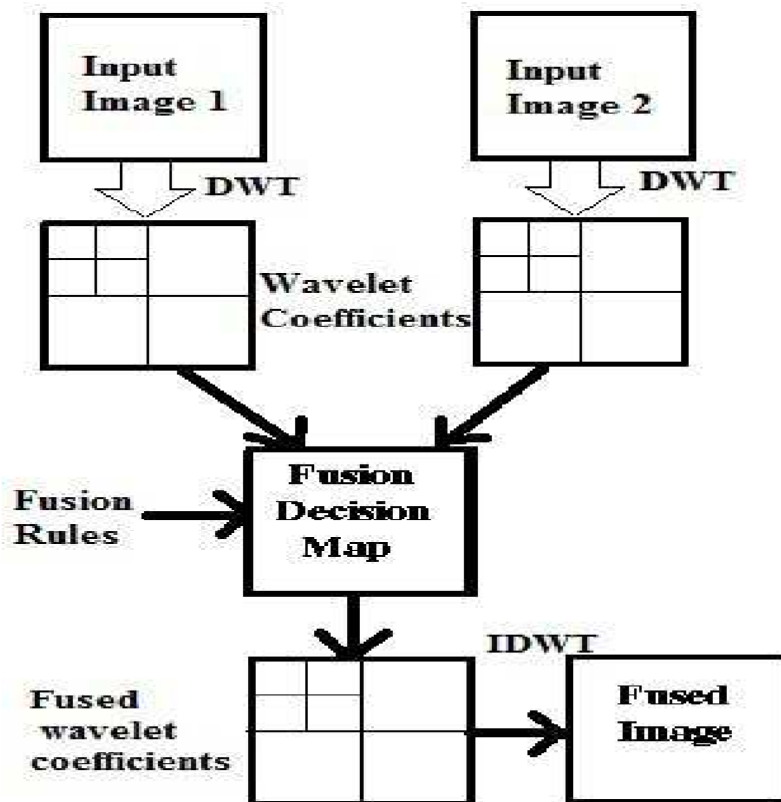 Input
Image 1
Input
Image 2
DWT
DWT
Wavelet
Coefficients
Fusion
Decision
Map
Fusion
Rules
IDWT
Fused
wavelet
coefficients
Fused
Image